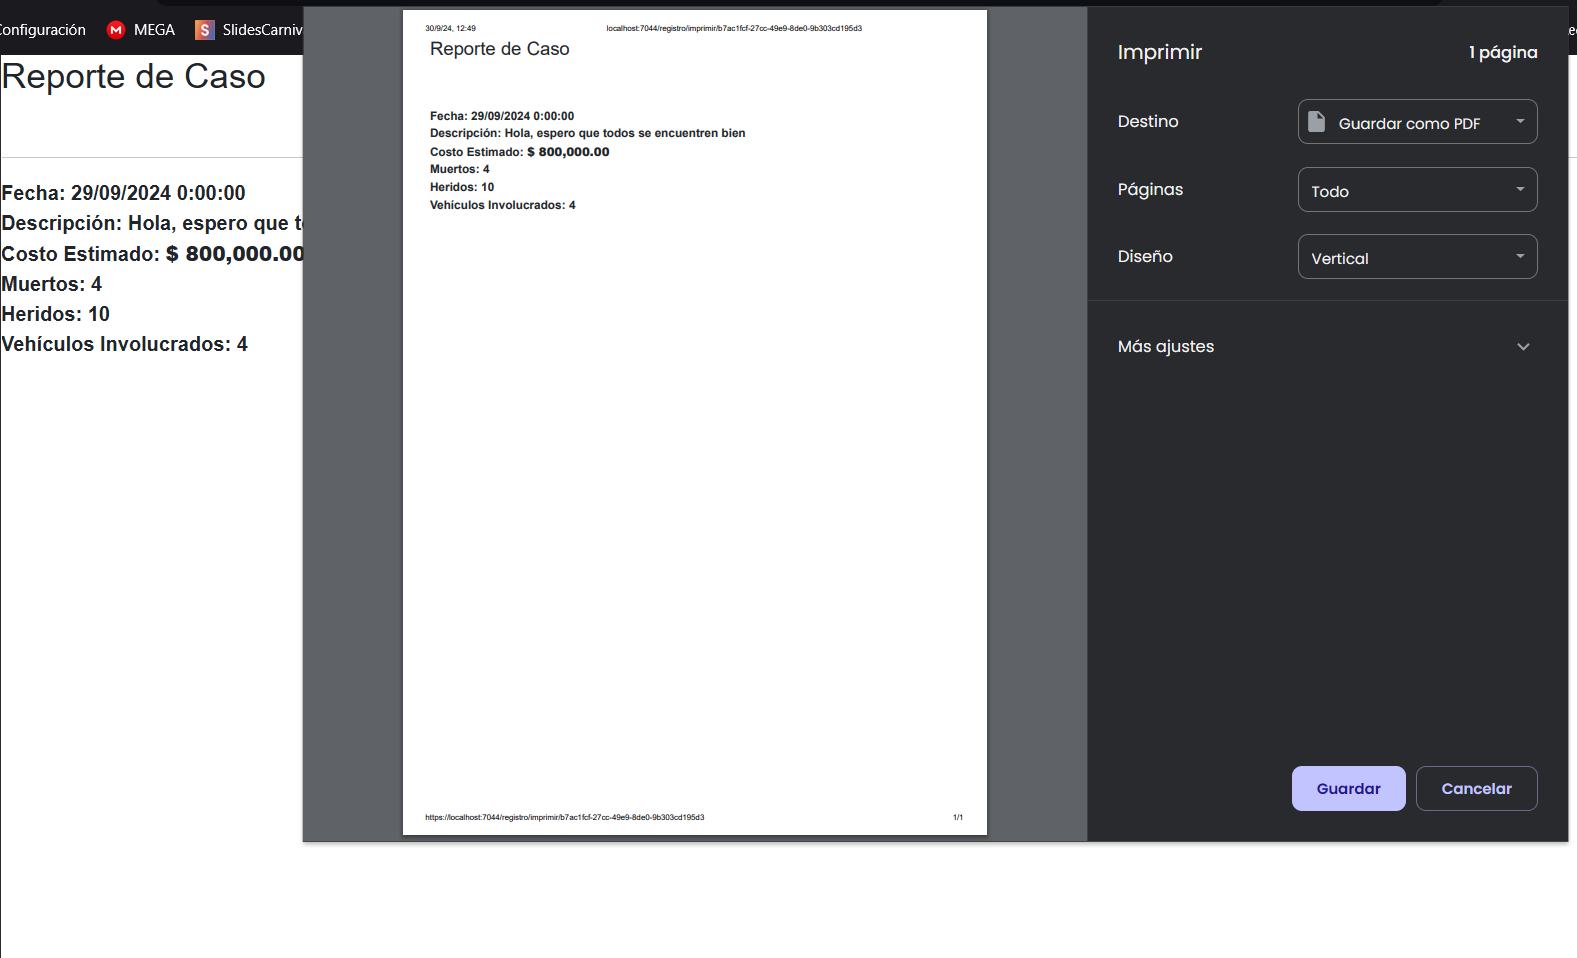 onfiguración MEGA SlidesCarniv
Reporte de Caso
Fecha: 29/09/2024 0:00:00
Descripción: Hola, espero que t
Costo Estimado: $ 800,000.00
Muertos: 4
Heridos: 10
Vehículos Involucrados: 4
30/9/24, 12:49 localhost:7044/registro/imprimir/b7ac1fcf-27cc-49e9-8de0-9b303cd195d3
Reporte de Caso
Fecha: 29/09/2024 0:00:00
Descripción: Hola, espero que todos se encuentren bien
Costo Estimado: $ 800,000.00
Muertos: 4
Heridos: 10
Vehículos Involucrados: 4
https://localhost:7044/registro/imprimir/b7ac1fcf-27cc-49e9-8de0-9b303cd195d3 1/1
Imprimir 1 página
Destino Guardar como PDF
Páginas Todo
Diseño Vertical
Más ajustes
Guardar Cancelar